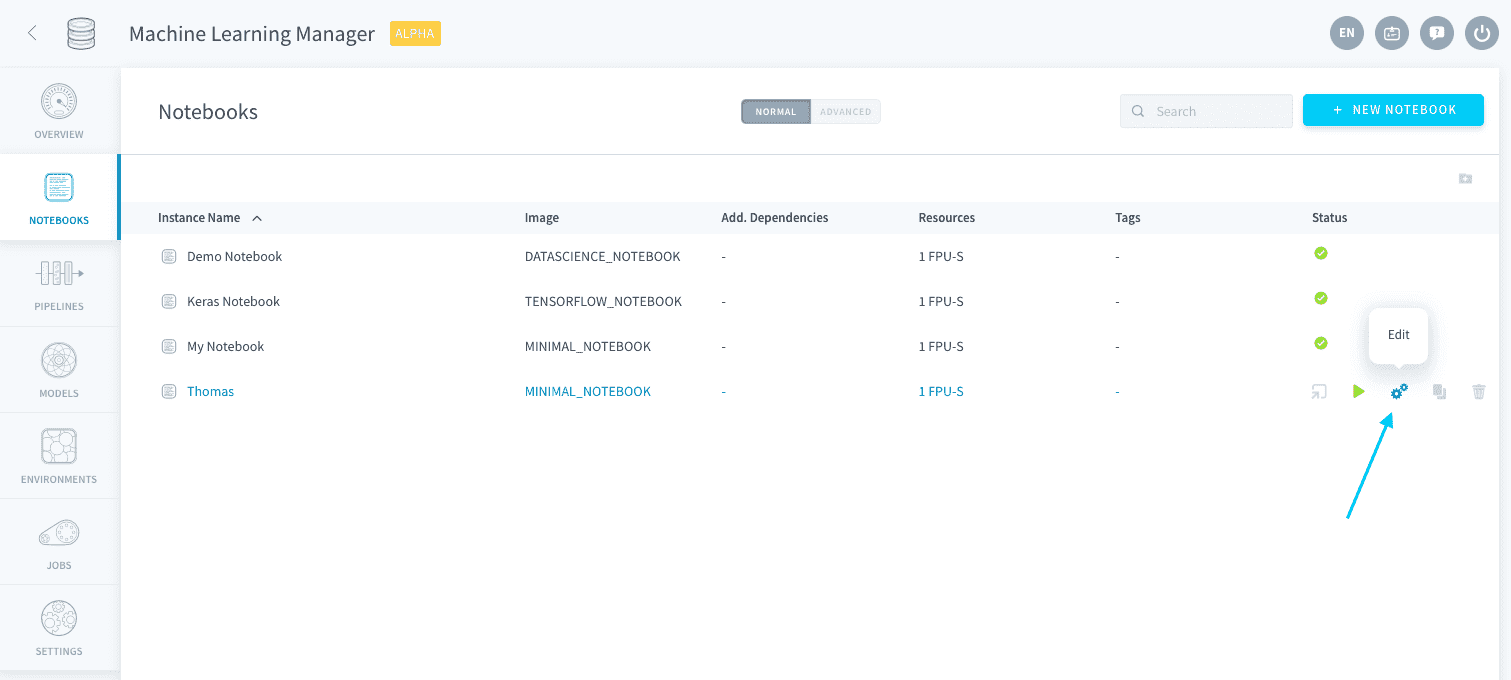 Machine Learning Manager ALPHA EN
OVERVIEW
NOTEBOOKS
PIPELINES
MODELS
ENVIRONMENTS
JOBS
SETTINGS
Notebooks NORMAL ADVANCED Search + NEW NOTEBOOK
Instance Name Image Add. Dependencies Resources Tags Status
Demo Notebook DATASCIENCE_NOTEBOOK - 1 FPU-S -
Keras Notebook TENSORFLOW_NOTEBOOK - 1 FPU-S -
My Notebook MINIMAL_NOTEBOOK - 1 FPU-S -
Edit
Thomas MINIMAL_NOTEBOOK - 1 FPU-S -